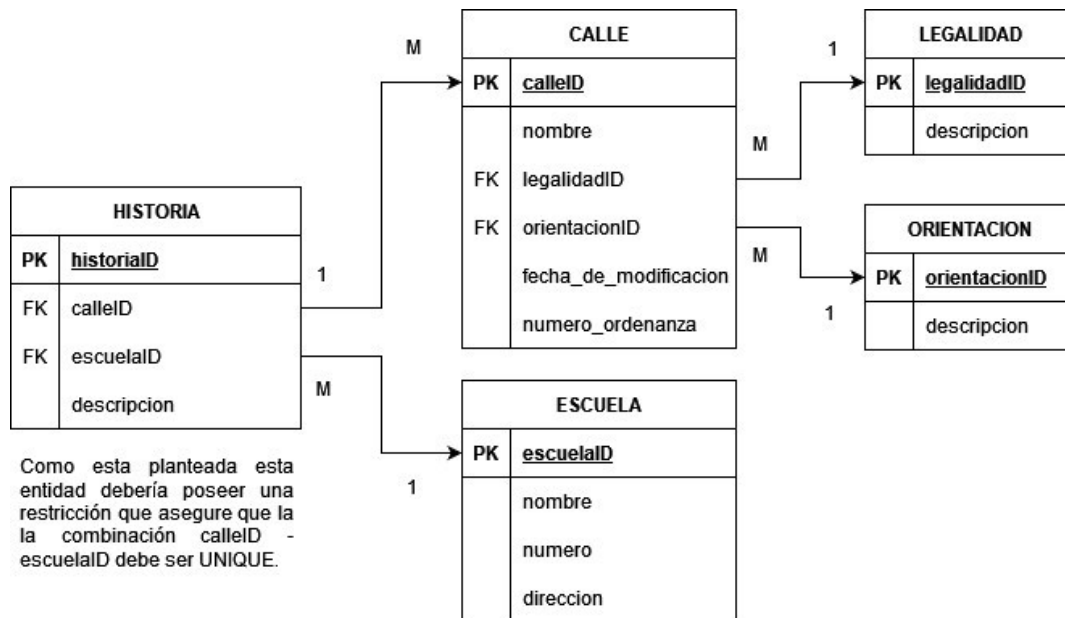 HISTORIA
PK historiaID
FK calleID
FK escuelaID
descripcion
Como esta planteada esta
entidad debería poseer una
restricción que asegure que la
la combinación calleID -
escuelaID debe ser UNIQUE.
1
M
M
1
CALLE
PK calleID
nombre
FK legalidadID
FK orientacionID
fecha_de_modificacion
numero_ordenanza
ESCUELA
PK escuelaID
nombre
numero
direccion
M
1
M
1
LEGALIDAD
PK legalidadID
descripcion
ORIENTACION
PK orientacionID
descripcion